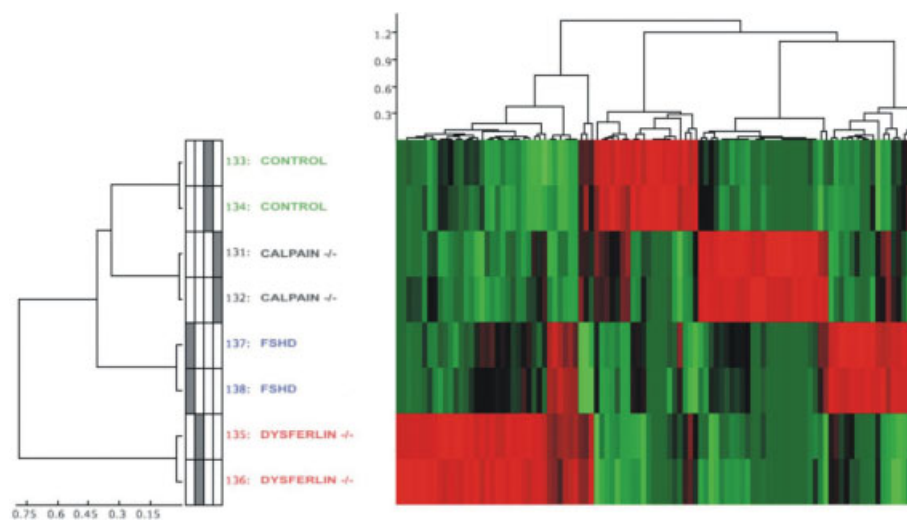 1.2
0.9
0.6
0.3
133: CONTROL
134: CONTROL
131: CALPAIN -/-
132: CALPAIN -/-
137: FSHD
138: FSHD
135: DYSFERLIN -/-
136: DYSFERLIN -/-
0.75 0.6 0.45 0.3 0.15